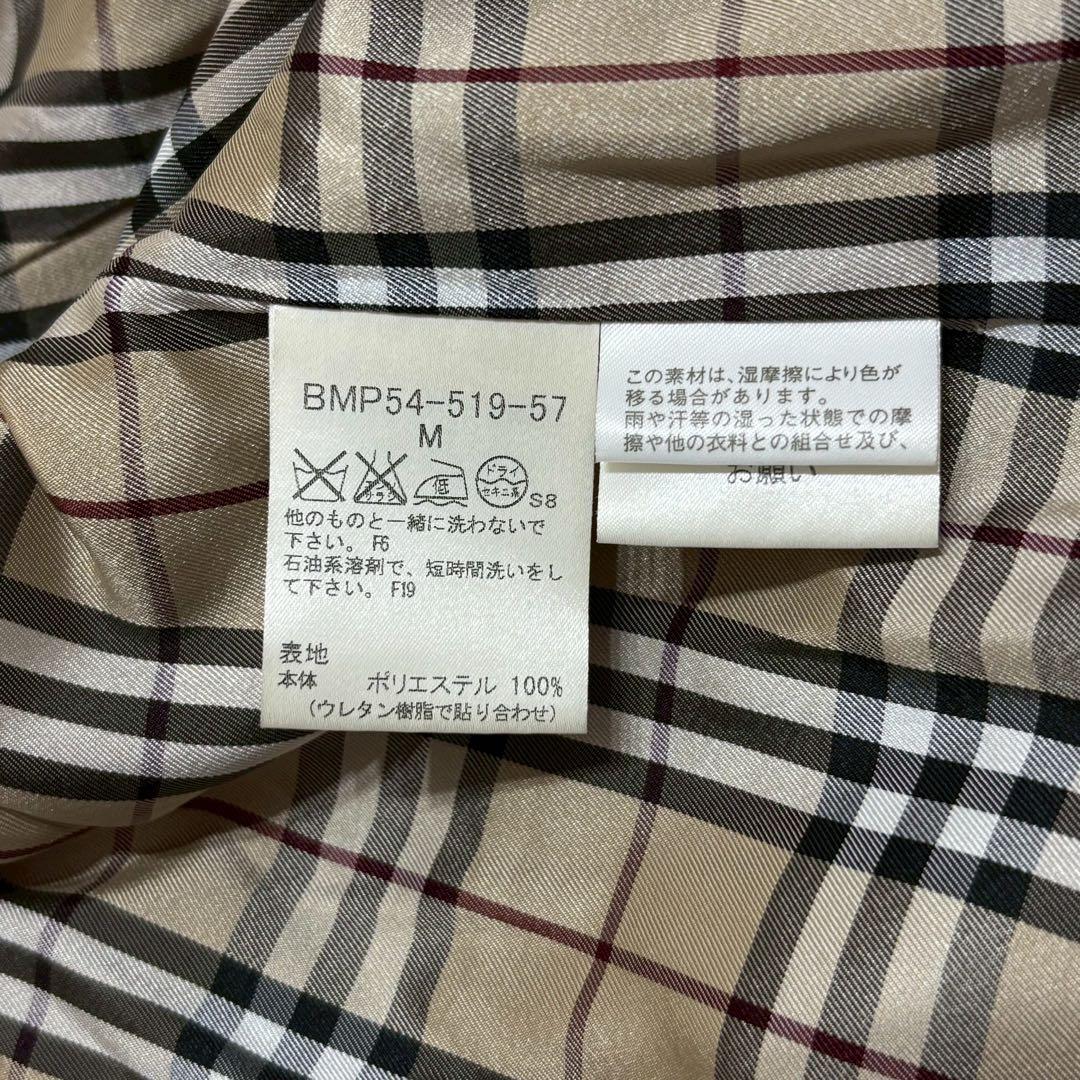 BMP54-519-57
M
エンソ
サラシ
低
ドライ
セキユ系
S8
他のものと一緒に洗わないで
下さい。 F6
石油系溶剤で、短時間洗いをし
て下さい。 F19
表地
本体 ポリエステル 100%
(ウレタン樹脂で貼り合わせ)
この素材は、湿摩擦により色が
移る場合があります。
雨や汗等の湿った状態での摩
擦や他の衣料との組合せ及び、
お願い